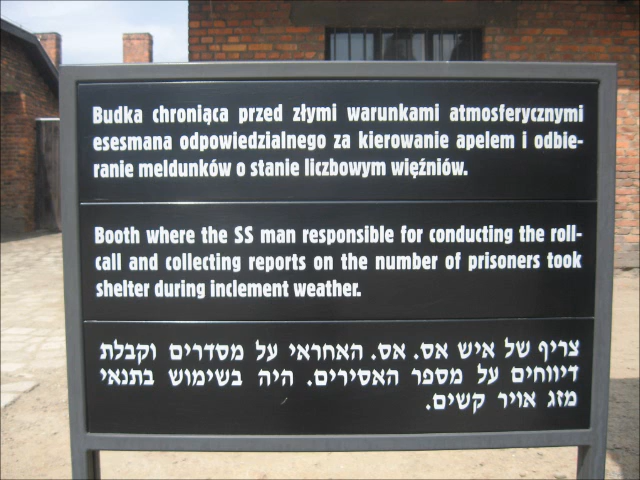 Budka chroniąca przed złymi warunkami atmosferycznymi
esesmana odpowiedzialnego za kierowanie apelem i odbie-
ranie meldunków o stanie liczbowym więźniów.
Booth where the SS man responsible for conducting the roll-
call and collecting reports on the number of prisoners took
shelter during inclement weather.
צריף של איש אס. אס. האחראי על מסדרים וקבלת
דיווחים על מספר האסירים. היה בשימוש בתנאי
מזג אויר קשים.